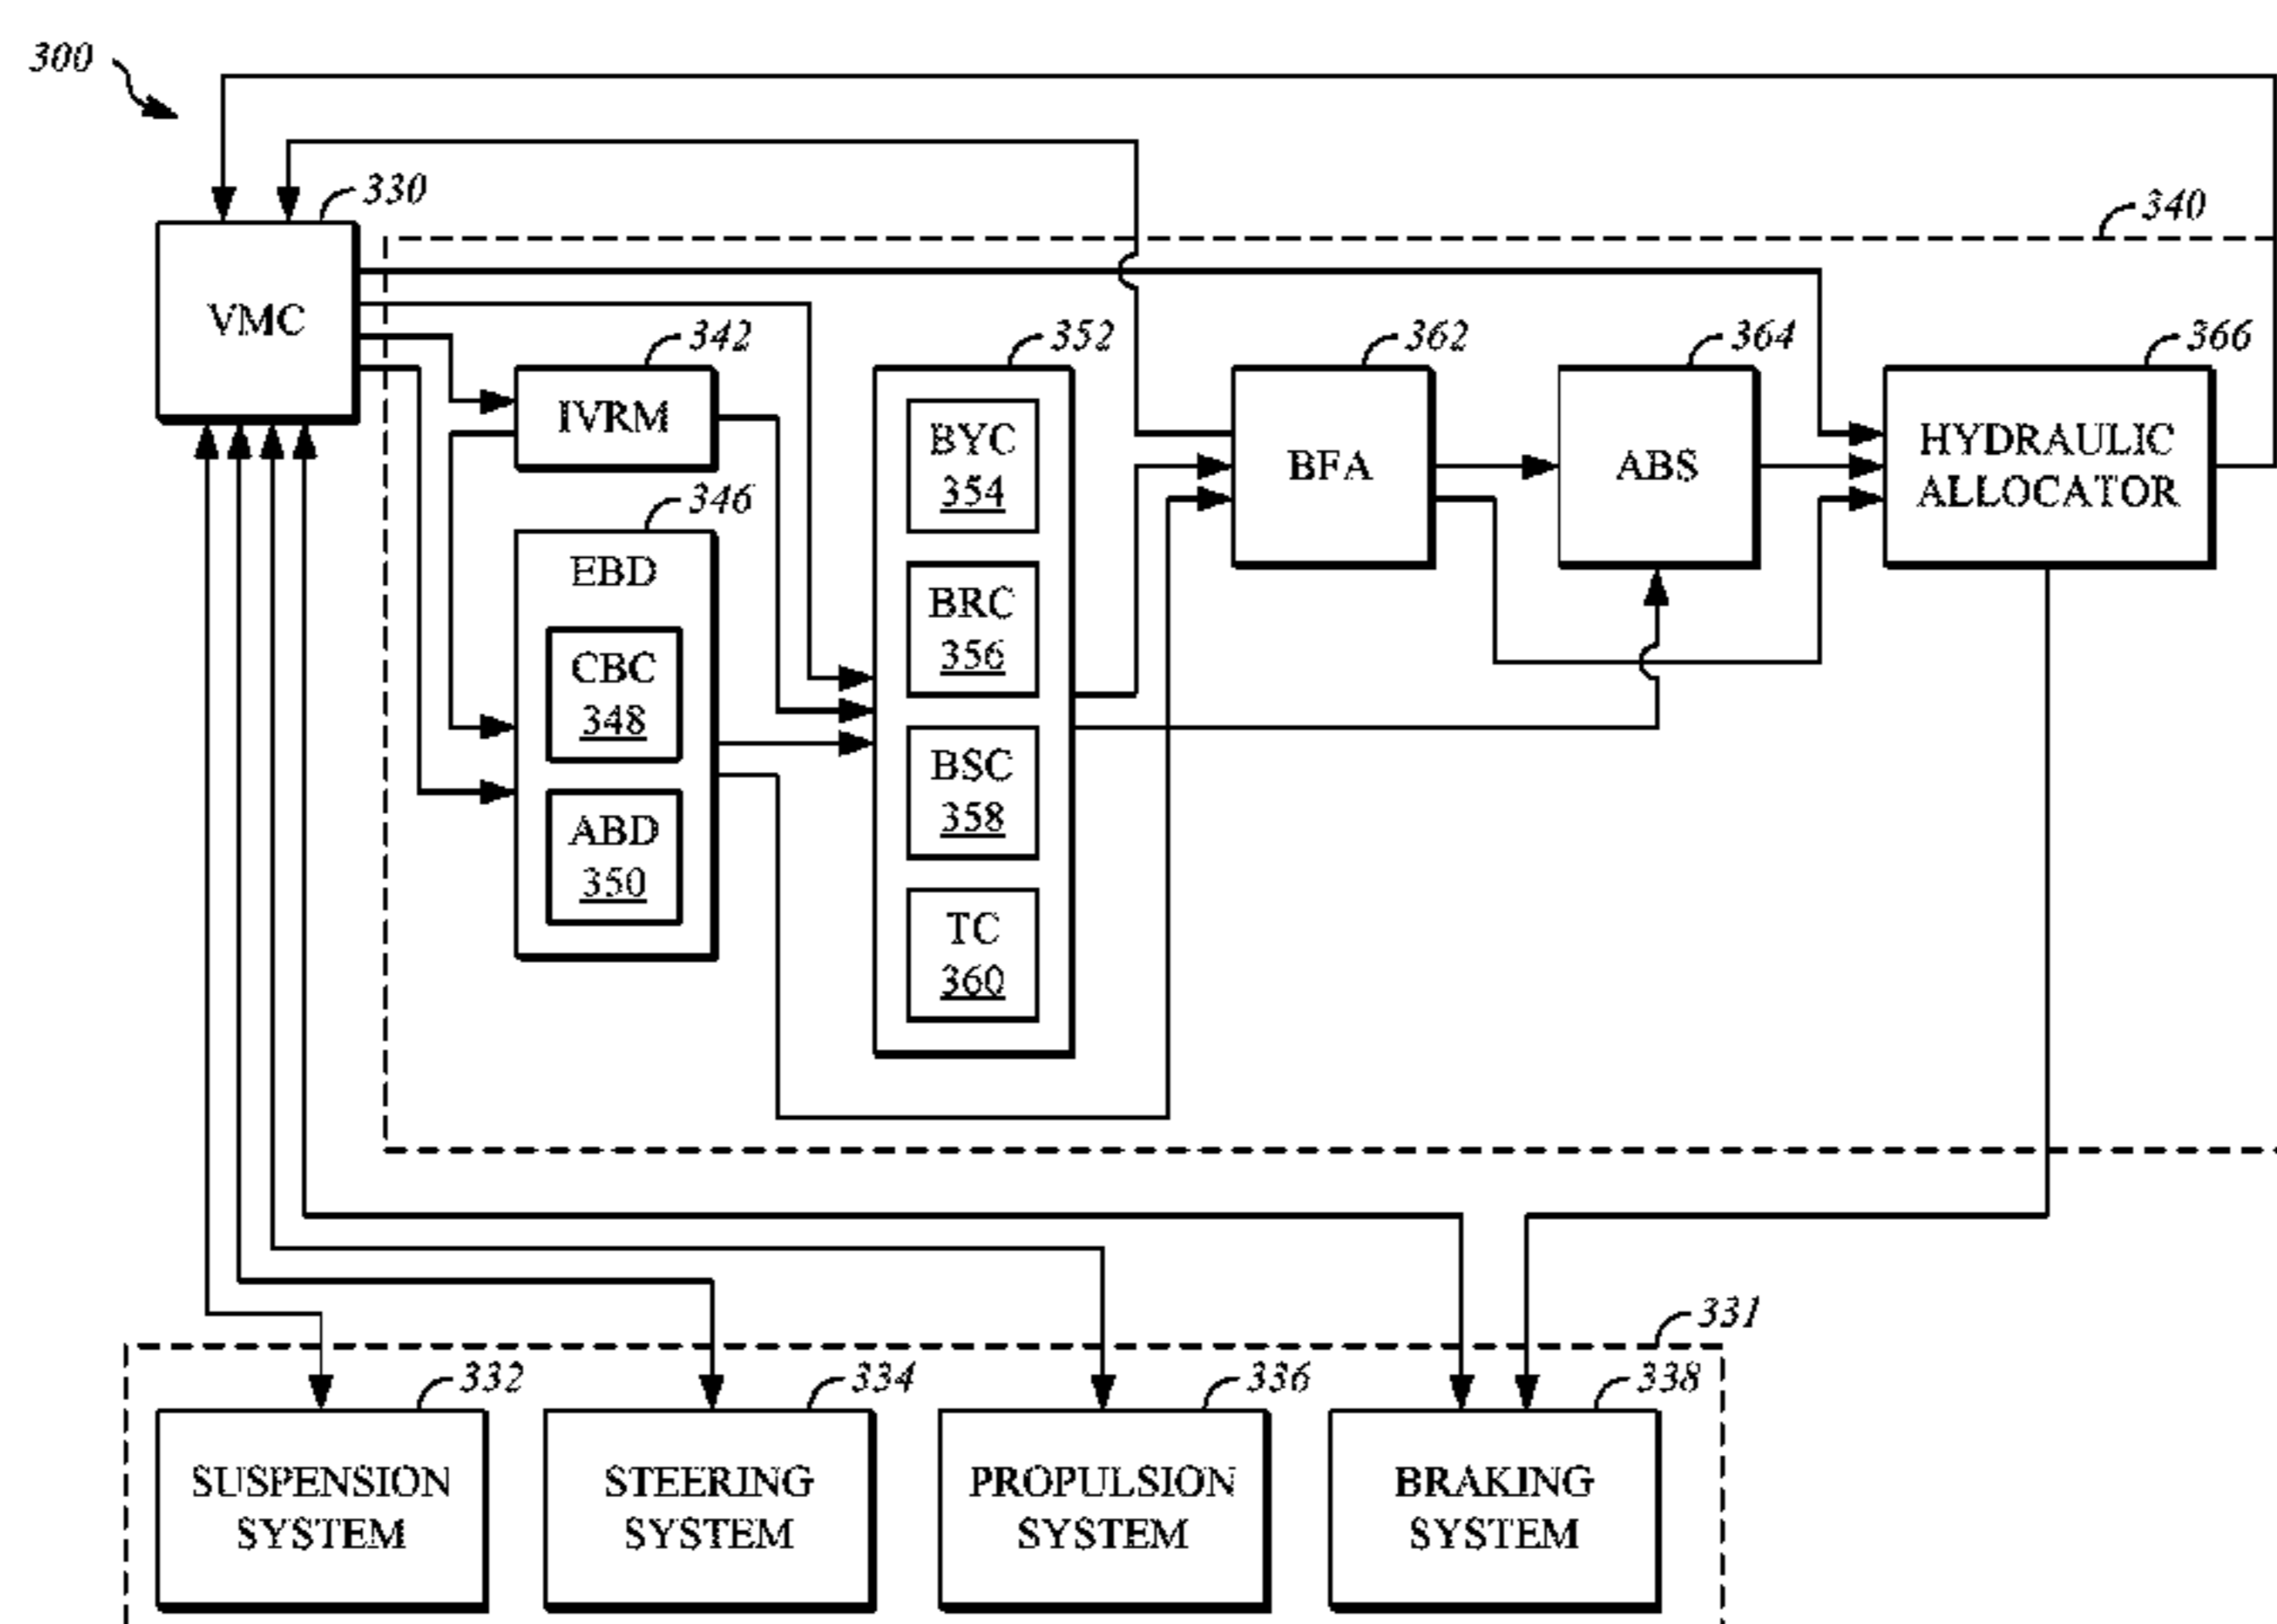 300
330
340
VMC
342
352
362
364
366
IVRM
BYC
354
BFA
ABS
HYDRAULIC
ALLOCATOR
346
EBD
BRC
356
CBC
348
BSC
358
ABD
350
TC
360
331
332
334
336
338
SUSPENSION
SYSTEM
STEERING
SYSTEM
PROPULSION
SYSTEM
BRAKING
SYSTEM